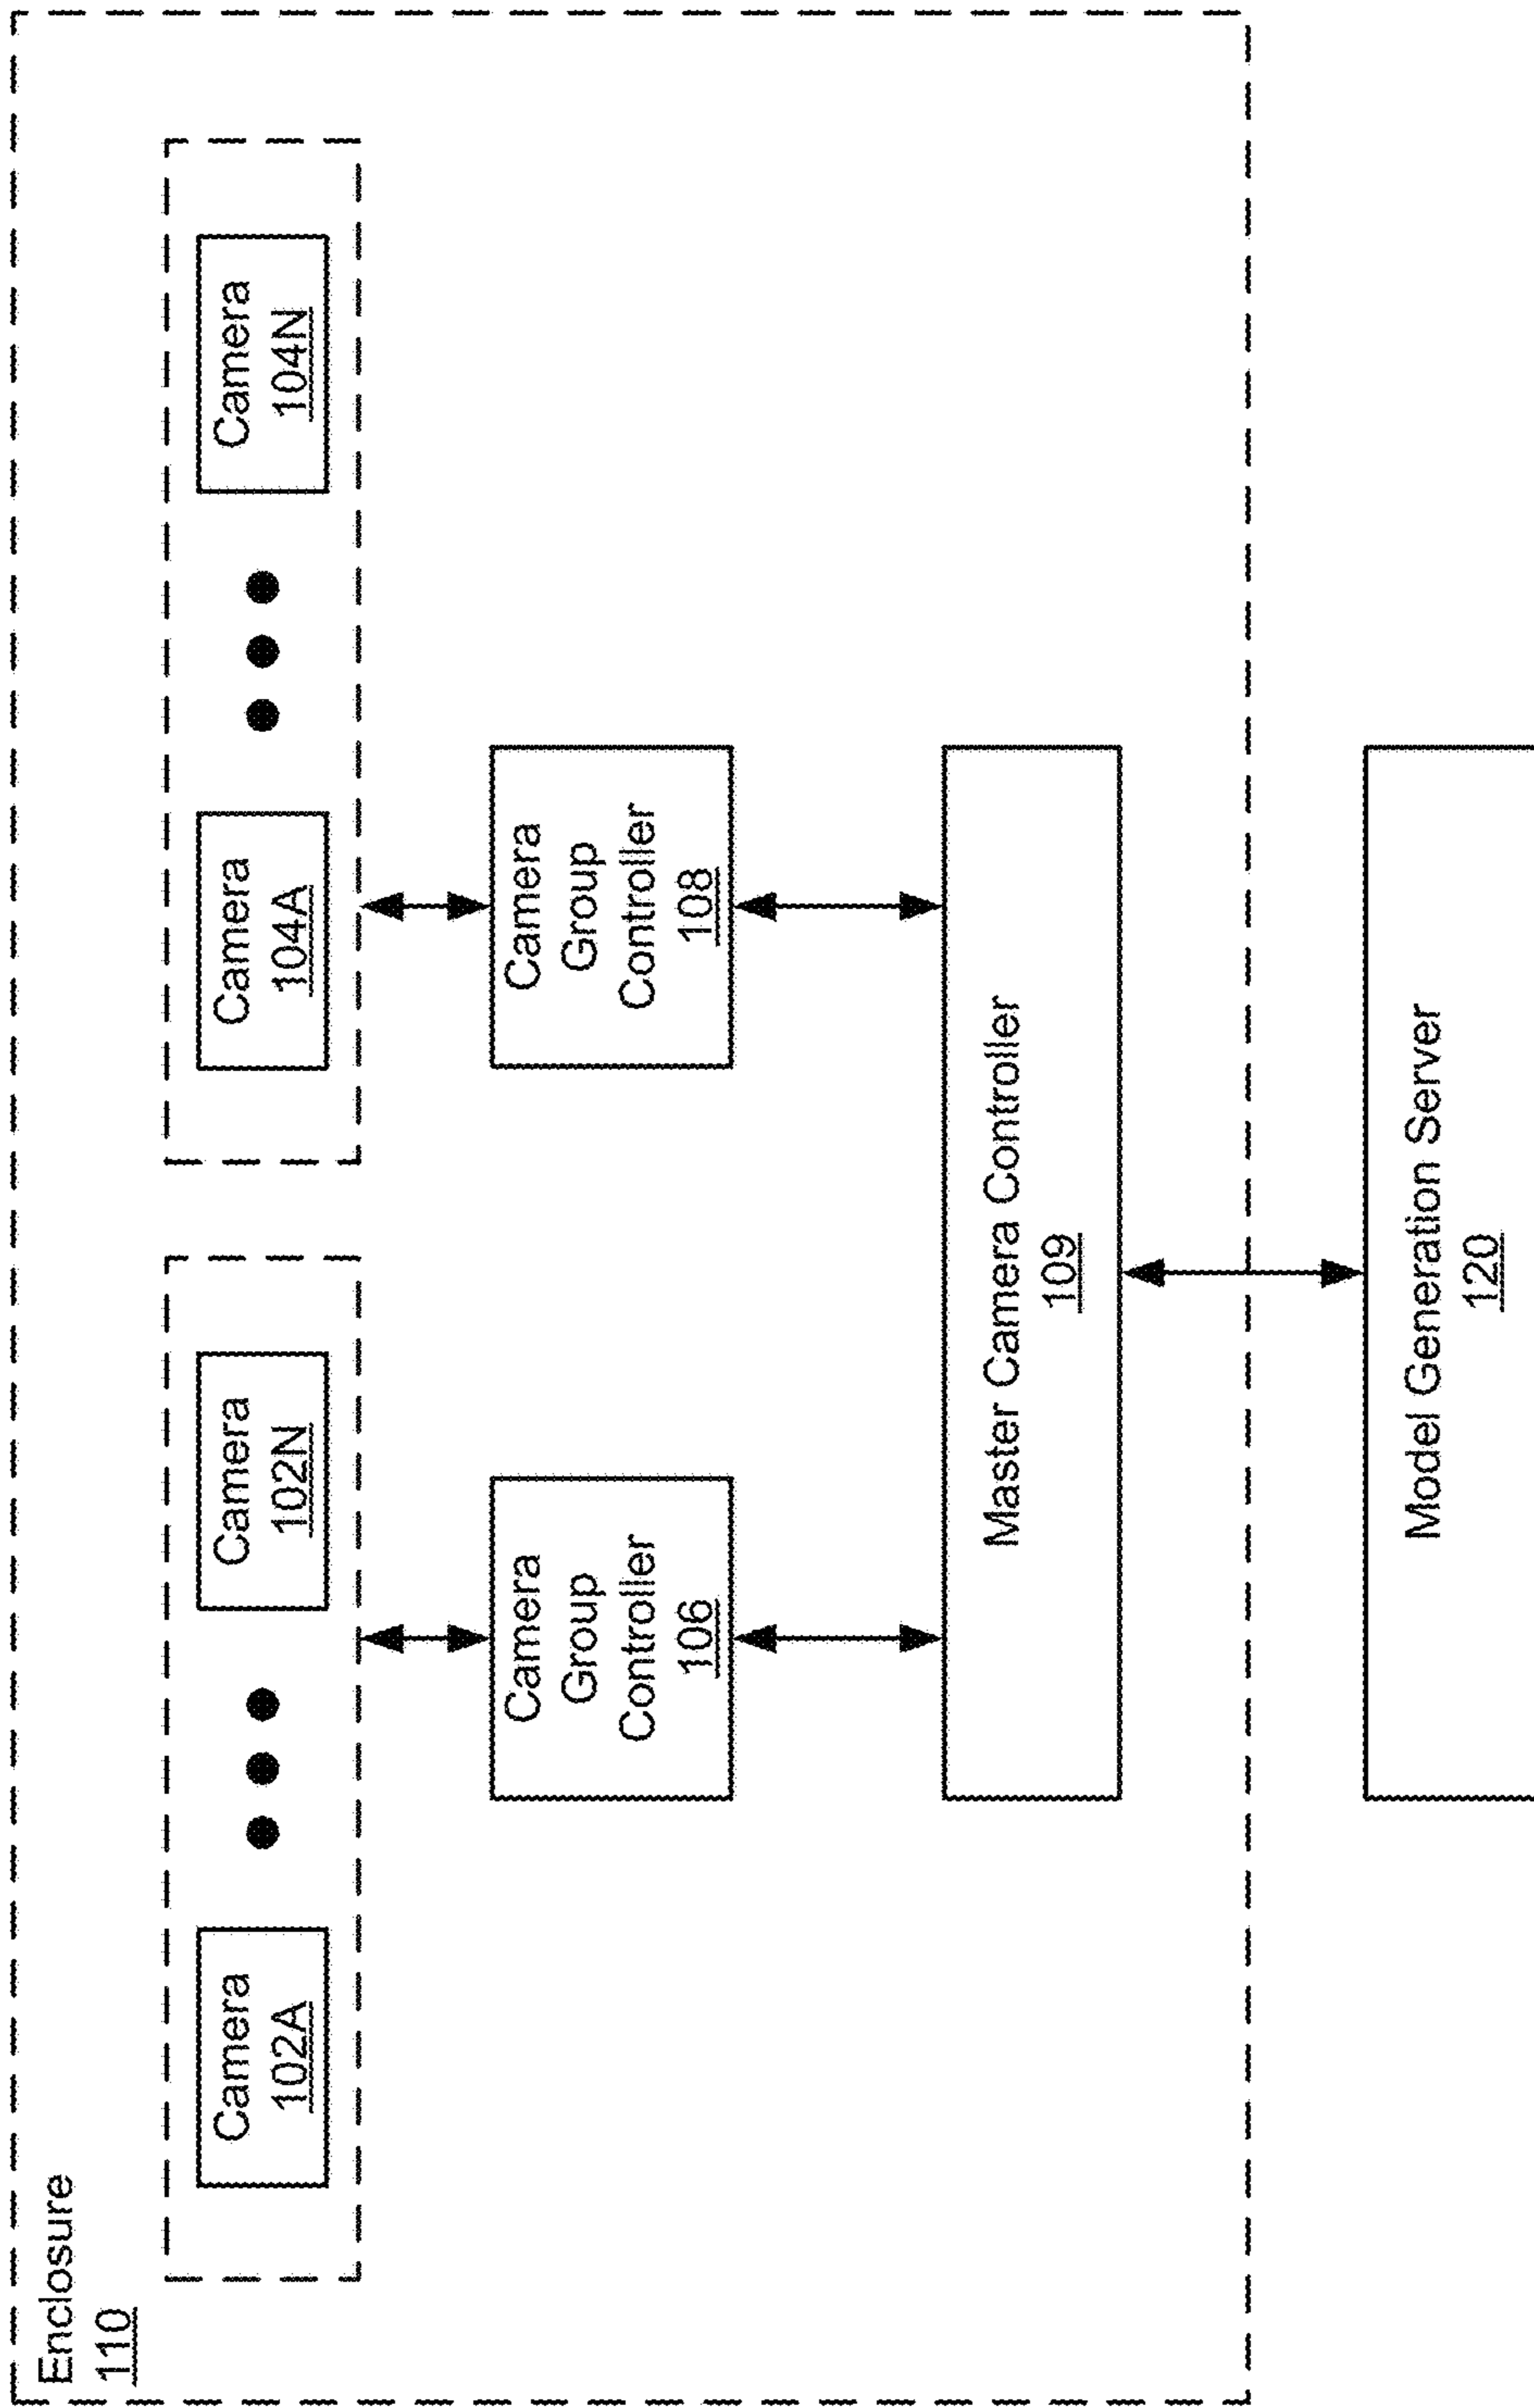 Enclosure
110
Camera
102A
Camera
102N
Camera
104A
Camera
104N
Camera
Group
Controller
106
Camera
Group
Controller
108
Master Camera Controller
109
Model Generation Server
120